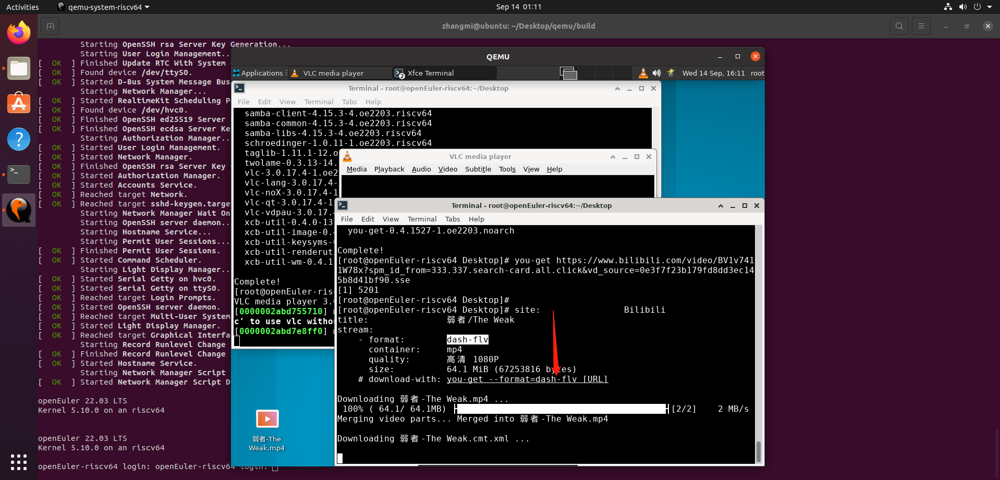 Activities
qemu-system-riscv64
Sep 14 01:11
zhangmi@ubuntu: ~/Desktop/qemu/build
Starting OpenSSH rsa Server Key Generation...
Starting User Login Management..
[ OK ] Finished Update RTC With System
[ OK ] Found device /dev/ttyS0.
[ OK ] Started D-Bus System Message Bus
Starting Network Manager...
[ OK ] Started RealtimeKit Scheduling P
[ OK ] Found device /dev/hvc0.
[ OK ] Finished OpenSSH ed25519 Server
[ OK ] Finished OpenSSH ecdsa Server Ke
Starting Authorization Manager..
[ OK ] Started User Login Management.
[ OK ] Started Network Manager.
[ OK ] Finished OpenSSH rsa Server Key
[ OK ] Started Authorization Manager.
[ OK ] Started Accounts Service.
[ OK ] Reached target Network.
[ OK ] Reached target sshd-keygen.targe
Starting Network Manager Wait On
Starting OpenSSH server daemon..
Starting Hostname Service...
Starting Permit User Sessions...
[ OK ] Finished Permit User Sessions.
[ OK ] Started Command Scheduler.
Starting Light Display Manager..
[ OK ] Started Serial Getty on hvc0.
[ OK ] Started Serial Getty on ttyS0.
[ OK ] Reached target Login Prompts.
[ OK ] Started OpenSSH server daemon.
[ OK ] Reached target Multi-User System
[ OK ] Started Light Display Manager.
[ OK ] Reached target Graphical Interfa
Starting Record Runlevel Change
[ OK ] Finished Record Runlevel Change
[ OK ] Started Hostname Service.
Starting Network Manager Script
[ OK ] Started Network Manager Script D
openEuler 22.03 LTS
Kernel 5.10.0 on an riscv64
openEuler 22.03 LTS
Kernel 5.10.0 on an riscv64
openEuler-riscv64 login: openEuler-riscv64 login:
QEMU
Applications
VLC media player
Xfce Terminal
Wed 14 Sep, 16:11
root
Terminal - root@openEuler-riscv64:~/Desktop
File Edit View Terminal Tabs Help
samba-client-4.15.3-4.oe2203.riscv64
samba-common-4.15.3-4.oe2203.riscv64
samba-libs-4.15.3-4.oe2203.riscv64
schroedinger-1.0.11-1.oe2203.riscv64
taglib-1.11.1-12.o
twolame-0.3.13-14.
vlc-3.0.17.4-1.oe2
vlc-lang-3.0.17.4-
vlc-noX-3.0.17.4-1
vlc-qt-3.0.17.4-1
vlc-vdpau-3.0.17.
xcb-util-0.4.0-13
xcb-util-image-0.
xcb-util-keysyms-
xcb-util-renderut
xcb-util-wm-0.4.1
Complete!
[root@openEuler-ris
VLC media player 3.
[0000002abd755710]
c' to use vlc witho
[0000002abd7e8ff0]
VLC media player
Media Playback Audio Video Subtitle Tools View Help
Terminal - root@openEuler-riscv64:~/Desktop
File Edit View Terminal Tabs Help
you-get-0.4.1527-1.oe2203.noarch
Complete!
[root@openEuler-riscv64 Desktop]# you-get https://www.bilibili.com/video/BV1v741
1W78x?spm_id_from=333.337.search-card.all.click&vd_source=0e3f7f23b179fd8dd3ec14
5b8d41bf90.sse
[1] 5201
[root@openEuler-riscv64 Desktop]#
[root@openEuler-riscv64 Desktop]# site: Bilibili
title: 弱者/The Weak
stream:
- format: dash-flv
container: mp4
quality: 高清 1080P
size: 64.1 MiB (67253816 bytes)
# download-with: you-get --format=dash-flv [URL]
Downloading 弱者-The Weak.mp4 ...
100% ( 64.1/ 64.1MB) [2/2] 2 MB/s
Merging video parts... Merged into 弱者-The Weak.mp4
Downloading 弱者-The Weak.cmt.xml ...
弱者-The
Weak.mp4